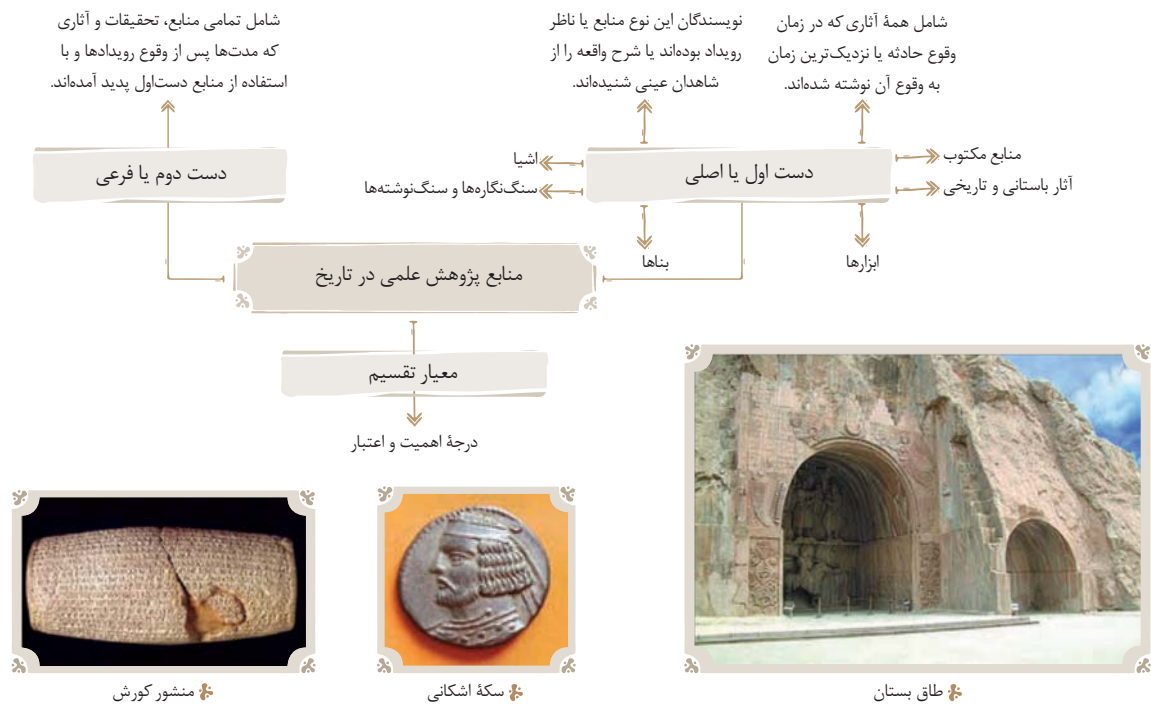 شامل همهٔ آثاری که در زمان
وقوع حادثه یا نزدیک‌ترین زمان
به وقوع آن نوشته شده‌اند.
نویسندگان این نوع منابع یا ناظر
رویداد بوده‌اند یا شرح واقعه را از
شاهدان عینی شنیده‌اند.
شامل تمامی منابع، تحقیقات و آثاری
که مدت‌ها پس از وقوع رویدادها و با
استفاده از منابع دست‌اول پدید آمده‌اند.
دست اول یا اصلی
منابع مکتوب
آثار باستانی و تاریخی
اشیا
سنگ‌نگاره‌ها و سنگ‌نوشته‌ها
ابزارها
بناها
دست دوم یا فرعی
منابع پژوهش علمی در تاریخ
معیار تقسیم
درجهٔ اهمیت و اعتبار
طاق بستان
سکهٔ اشکانی
منشور کورش